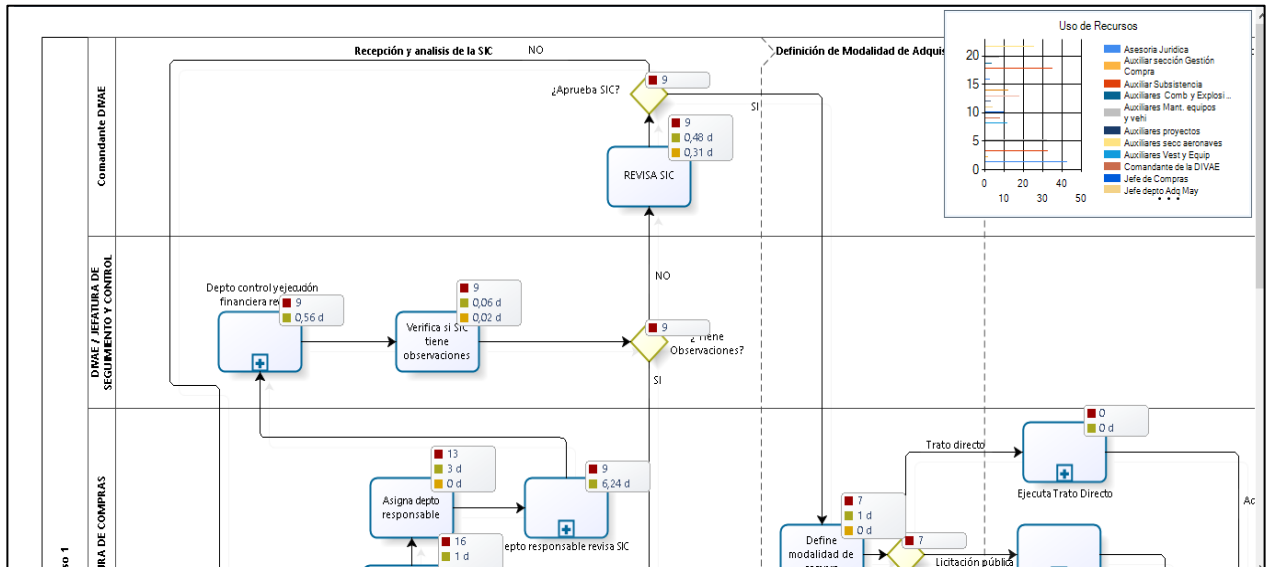 Recepción y analisis de la SIC
NO
Definición de Modalidad de Adquis
Uso de Recursos
20
15
10
5
0
0
20
40
10
30
50
Asesoria Juridica
Auxiliar sección Gestión
Compra
Auxiliar Subsistencia
Auxiliares Comb y Explosi...
Auxiliares Mant. equipos
y vehi
Auxiliares proyectos
Auxiliares secc aeronaves
Auxiliares Vest y Equip
Comandante de la DIVAE
Jefe de Compras
Jefe depto Adq May
• • •
Comandante DIVAE
¿Aprueba SIC?
9
SI
9
0,48 d
0,31 d
REVISA SIC
DIVAE / JEFATURA DE
SEGUIMIENTO Y CONTROL
NO
Depto control y ejecución
financiera re
9
0,56 d
9
0,06 d
0,02 d
Verifica si SIC
tiene
observaciones
9
¿Tiene
Observaciones?
SI
URA DE COMPRAS
so 1
13
3 d
0 d
Asigna depto
responsable
9
6,24 d
epto responsable revisa SIC
16
1 d
Trato directo
0
0 d
Ejecuta Trato Directo
7
1 d
0 d
Define
modalidad de
7
Licitación pública